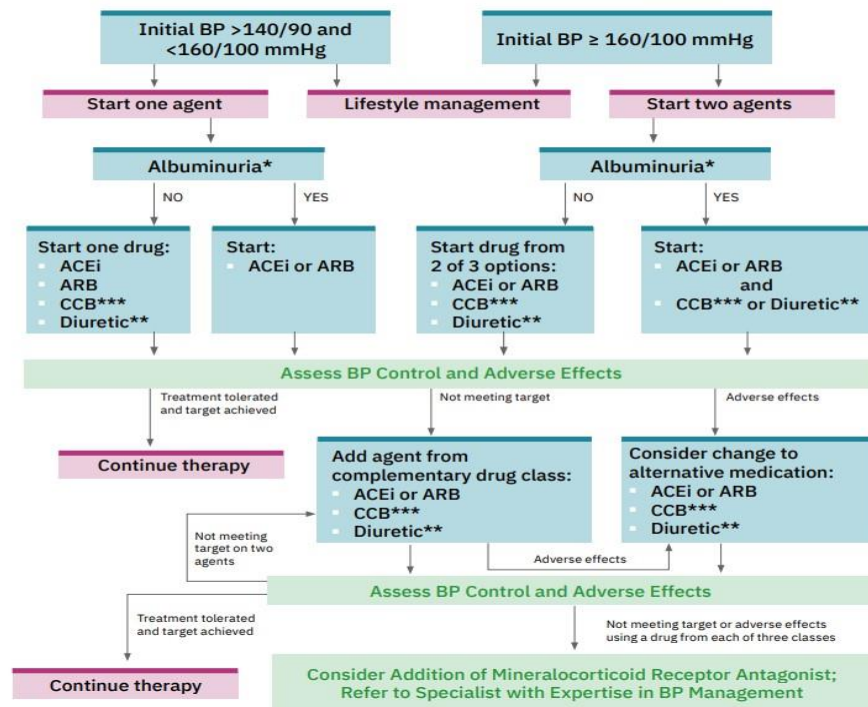 Initial BP >140/90 and
<160/100 mmHg
Initial BP ≥ 160/100 mmHg
Start one agent
Lifestyle management
Start two agents
Albuminuria*
Albuminuria*
NO
YES
NO
YES
Start one drug:
ACEi
ARB
CCB***
Diuretic**
Start:
ACEi or ARB
Start drug from
2 of 3 options:
ACEi or ARB
CCB***
Diuretic**
Start:
ACEi or ARB
and
CCB*** or Diuretic**
Assess BP Control and Adverse Effects
Treatment tolerated
and target achieved
Not meeting target
Adverse effects
Continue therapy
Add agent from
complementary drug class:
ACEi or ARB
CCB***
Diuretic**
Consider change to
alternative medication:
ACEi or ARB
CCB***
Diuretic**
Not meeting
target on two
agents
Adverse effects
Assess BP Control and Adverse Effects
Treatment tolerated
and target achieved
Not meeting target or adverse effects
using a drug from each of three classes
Continue therapy
Consider Addition of Mineralocorticoid Receptor Antagonist;
Refer to Specialist with Expertise in BP Management